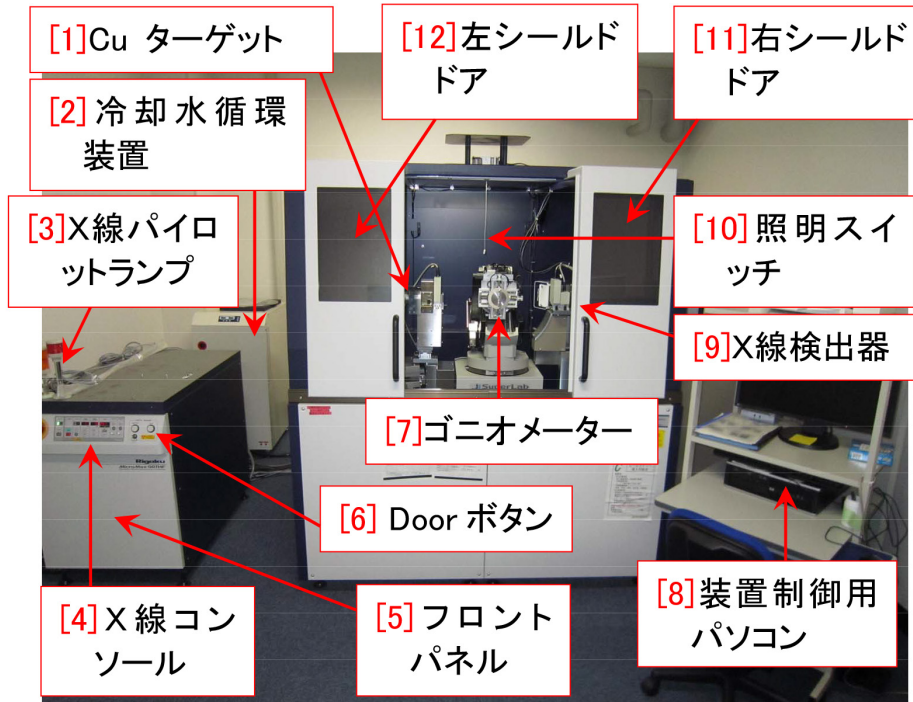 [1]Cu ターゲット
[12]左シールド
ドア
[11]右シールド
ドア
[2]冷却水循環
装置
[3]X線パイロ
ットランプ
[10]照明スイ
ッチ
[9]X線検出器
SuperLab
[7]ゴニオメーター
Rigaku
[6] Door ボタン
[4]X線コン
ソール
[5]フロント
パネル
[8]装置制御用
パソコン